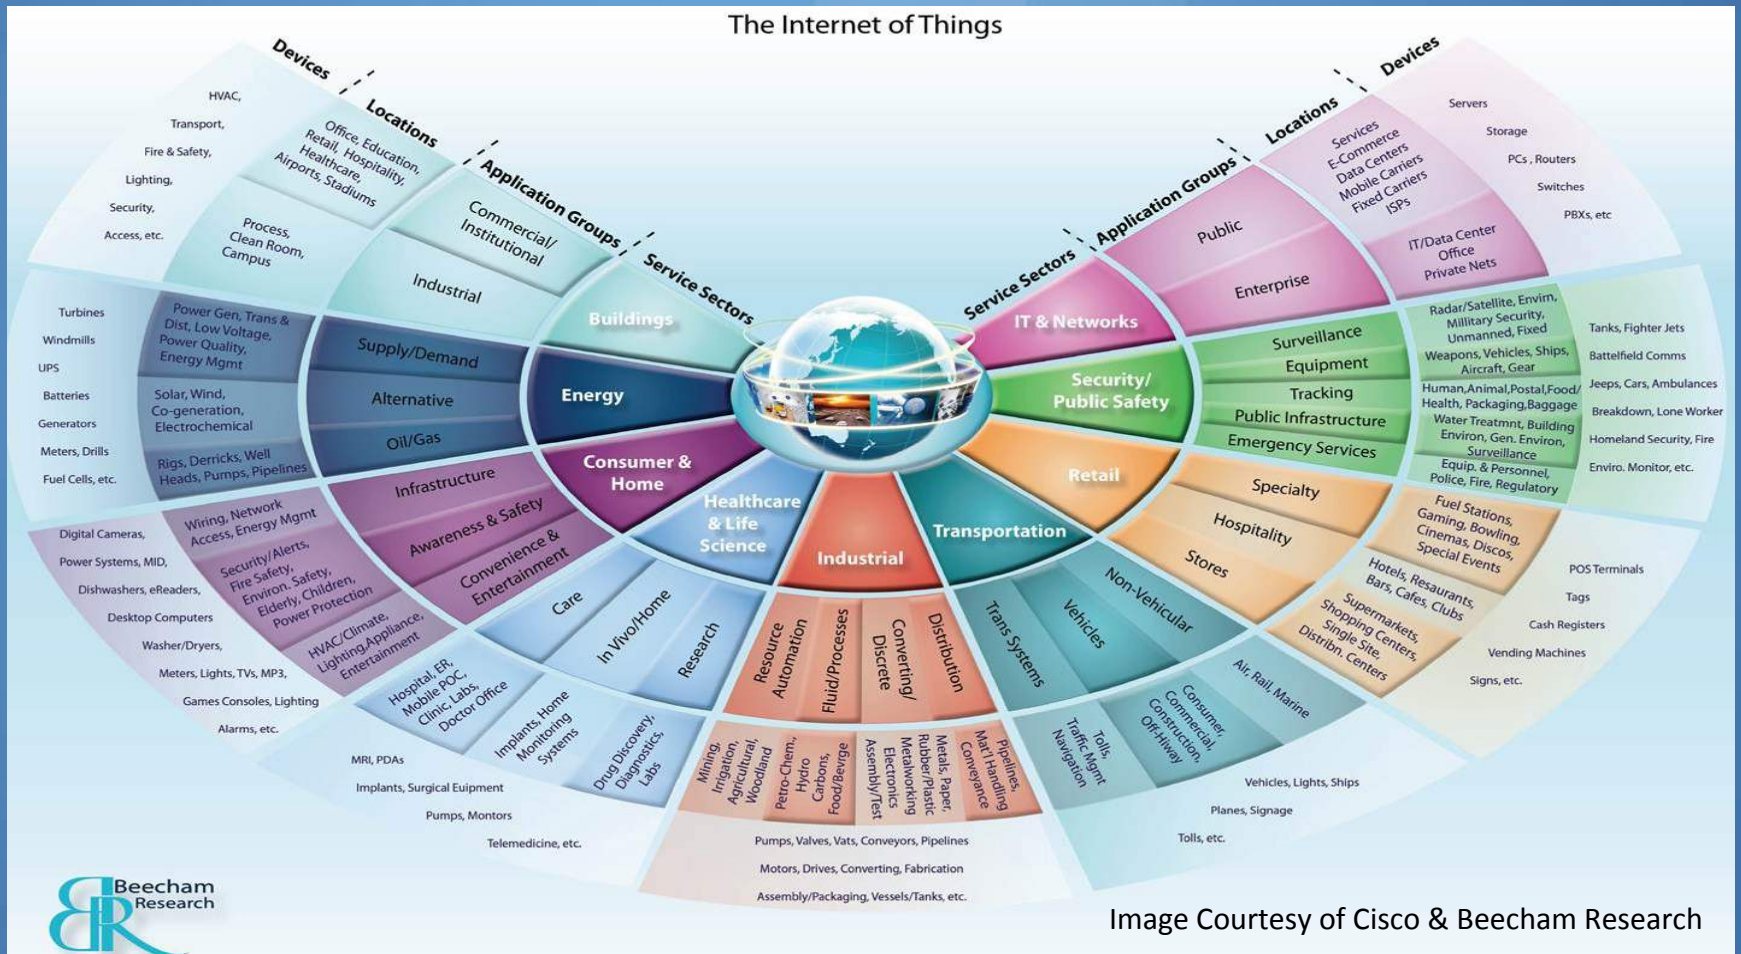 The Internet of Things
Devices
Locations
Application Groups
Service Sectors
HVAC,
Transport,
Fire & Safety,
Lighting,
Security,
Access, etc.
Office, Education,
Retail, Hospitality,
Healthcare,
Airports, Stadiums
Process,
Clean Room,
Campus
Commercial/
Institutional
Industrial
Buildings
Turbines
Windmills
UPS
Batteries
Generators
Meters, Drills
Fuel Cells, etc.
Power Gen, Trans &
Dist, Low Voltage,
Power Quality,
Energy Mgmt
Solar, Wind,
Co-generation,
Electrochemical
Rigs, Derricks, Well
Heads, Pumps, Pipelines
Supply/Demand
Alternative
Oil/Gas
Energy
Digital Cameras,
Power Systems, MID,
Dishwashers, eReaders,
Desktop Computers
Washer/Dryers,
Meters, Lights, TVs, MP3,
Games Consoles, Lighting
Alarms, etc.
Wiring, Network
Access, Energy Mgmt
Security/Alerts,
Fire Safety,
Environ. Safety,
Elderly, Children,
Power Protection
HVAC/Climate,
Lighting,Appliance,
Entertainment
Infrastructure
Awareness & Safety
Convenience &
Entertainment
Consumer &
Home
MRI, PDAs
Implants, Surgical Euipment
Pumps, Montors
Telemedicine, etc.
Hospital, ER,
Mobile POC,
Clinic, Labs,
Doctor Office
Implants, Home
Monitoring
Systems
Drug Discovery,
Diagnostics,
Labs
Care
In Vivo/Home
Research
Healthcare
& Life
Science
Industrial
Resource
Automation
Fluid/Processes
Converting/
Discrete
Distribution
Mining,
Irrigation,
Agricultural,
Woodland
Petro-Chem.,
Hydro
Carbons,
Food/Bevrge
Metals, Paper,
Rubber/Plastic
Metalworking
Electronics
Assembly/Test
Pipelines,
Mat'l Handling
Conveyance
Pumps, Valves, Vats, Conveyors, Pipelines
Motors, Drives, Converting, Fabrication
Assembly/Packaging, Vessels/Tanks, etc.
Transportation
Trans Systems
Vehicles
Non-Vehicular
Tolls,
Traffic Mgmt
Navigation
Consumer,
Commercial,
Construction,
Off-Hiway
Air, Rail, Marine
Vehicles, Lights, Ships
Planes, Signage
Tolls, etc.
Retail
Specialty
Hospitality
Stores
Fuel Stations,
Gaming, Bowling,
Cinemas, Discos,
Special Events
Hotels, Resaurants,
Bars, Cafes, Clubs
Supermarkets,
Shopping Centers,
Single Site,
Distribn. Centers
POS Terminals
Tags
Cash Registers
Vending Machines
Signs, etc.
Security/
Public Safety
Surveillance
Equipment
Tracking
Public Infrastructure
Emergency Services
Radar/Satellite, Envirn,
Millitary Security,
Unmanned, Fixed
Weapons, Vehicles, Ships,
Aircraft, Gear
Human,Animal,Postal,Food/
Health, Packaging,Baggage
Water Treatmnt, Building
Environ, Gen. Environ,
Surveillance
Equip. & Personnel,
Police, Fire, Regulatory
Tanks, Fighter Jets
Battelfield Comms
Jeeps, Cars, Ambulances
Breakdown, Lone Worker
Homeland Security, Fire
Enviro. Monitor, etc.
IT & Networks
Public
Enterprise
Services
E-Commerce
Data Centers
Mobile Carriers
Fixed Carriers
ISPs
IT/Data Center
Office
Private Nets
Servers
Storage
PCs , Routers
Switches
PBXs, etc
Service Sectors
Application Groups
Locations
Devices
Beecham
Research
BR
Image Courtesy of Cisco & Beecham Research